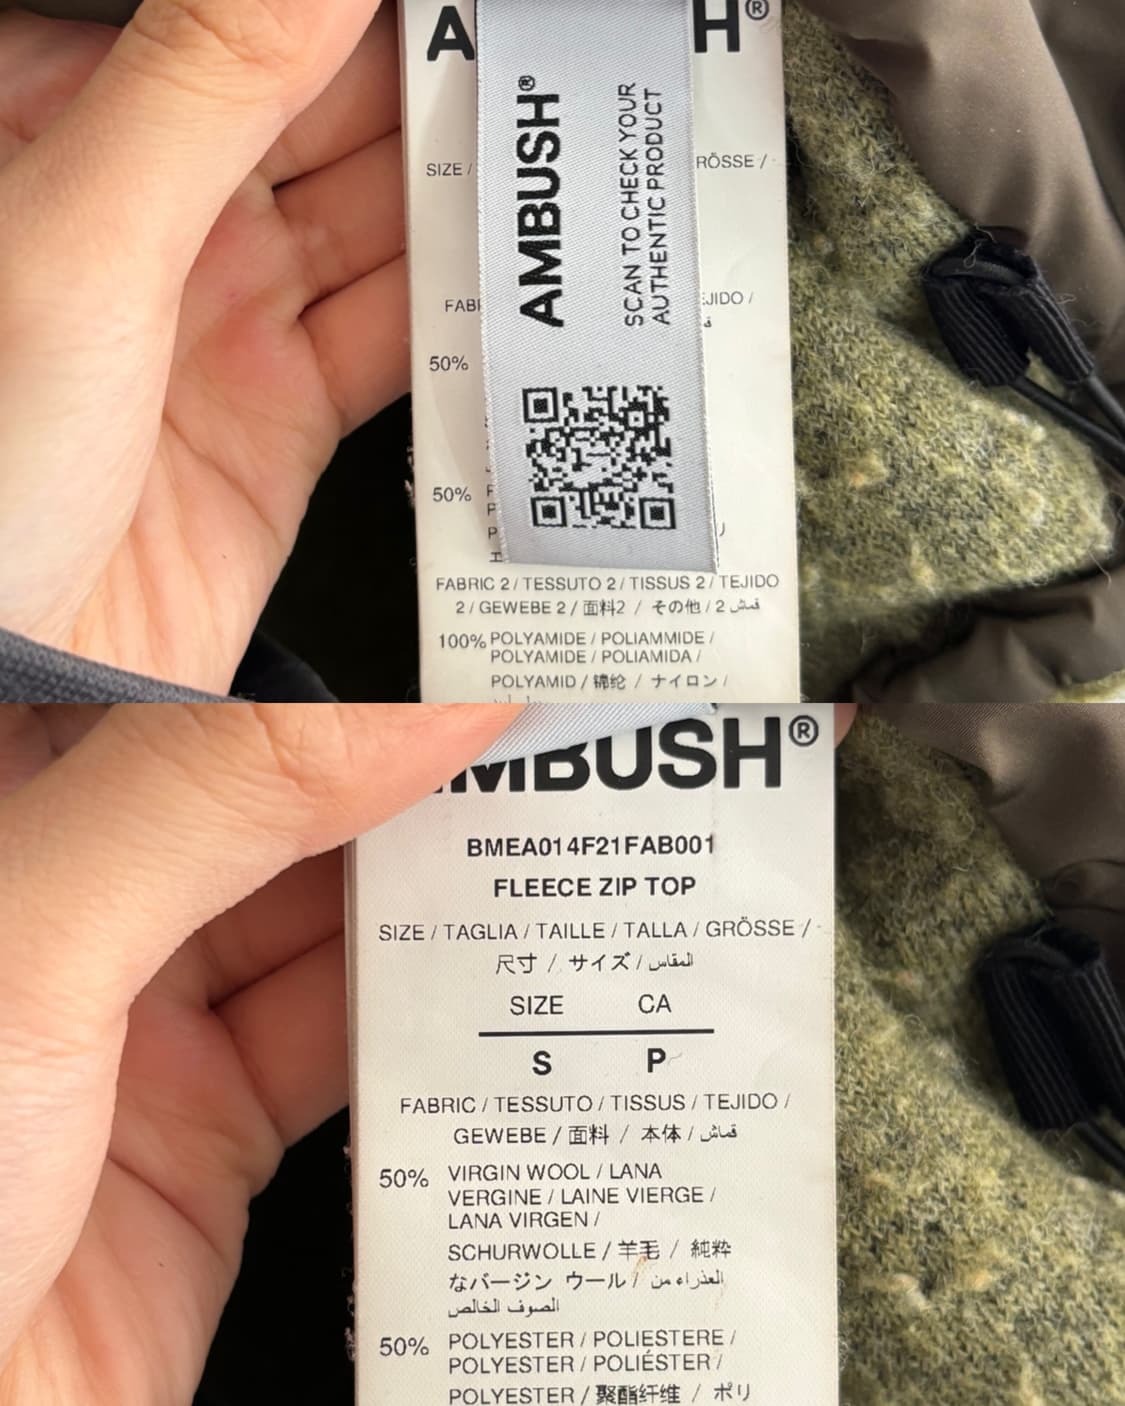 A H®
AMBUSH®
SCAN TO CHECK YOUR
AUTHENTIC PRODUCT
SIZE / RÖSSE /
EJIDO /
50%
50%
FABRIC 2 / TESSUTO 2 / TISSUS 2 / TEJIDO
2 / GEWEBE 2 / 面料2 / その他 / قماش 2
100% POLYAMIDE / POLIAMMIDE /
POLYAMIDE / POLIAMIDA /
POLYAMID / 锦纶 / ナイロン /
AMBUSH®
BMEA014F21FAB001
FLEECE ZIP TOP
SIZE / TAGLIA / TAILLE / TALLA / GRÖSSE /
尺寸 / サイズ / المقاس
SIZE CA
S P
FABRIC / TESSUTO / TISSUS / TEJIDO /
GEWEBE / 面料 / 本体 / قماش
50% VIRGIN WOOL / LANA
VERGINE / LAINE VIERGE /
LANA VIRGEN /
SCHURWOLLE / 羊毛 / 純粋
なバージン ウール / العذراء من
الصوف الخالص
50% POLYESTER / POLIESTERE /
POLYESTER / POLIÉSTER /
POLYESTER / 聚酯纤维 / ポリ